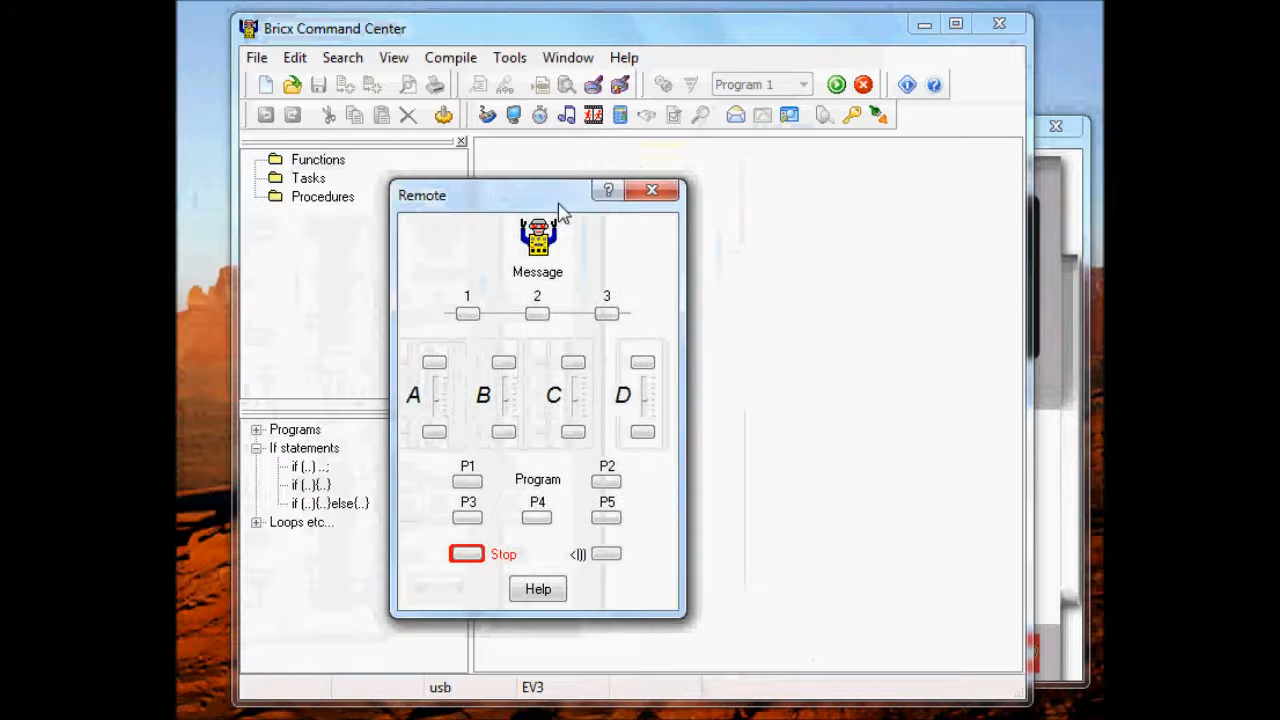 Bricx Command Center
File Edit Search View Compile Tools Window Help
Program 1
Functions
Tasks
Procedures
Remote
Message
1 2 3
A B C D
P1 Program P2
P3 P4 P5
Stop <|))
Help
Programs
If statements
if (..) ..;
if (..){..}
if (..){..}else{..}
Loops etc...
usb EV3